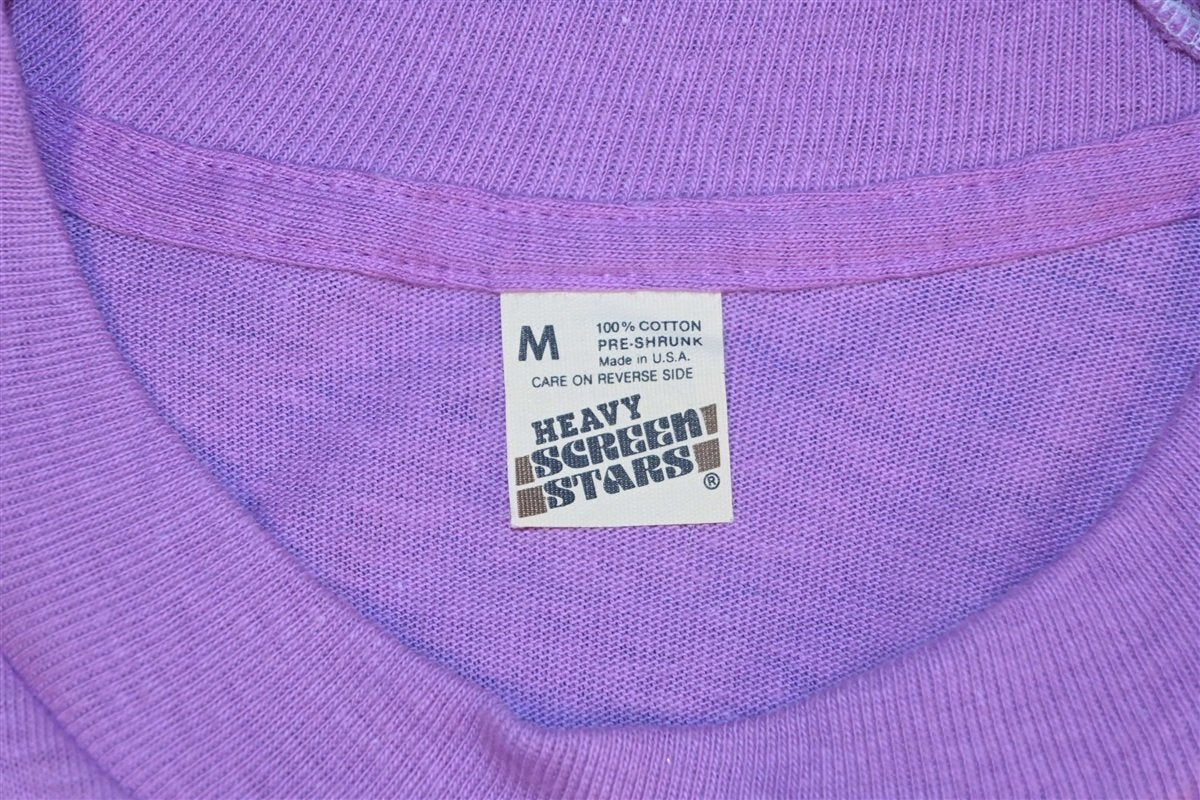 M
100% COTTON
PRE-SHRUNK
Made in U.S.A.
CARE ON REVERSE SIDE
HEAVY
SCREEN
STARS®